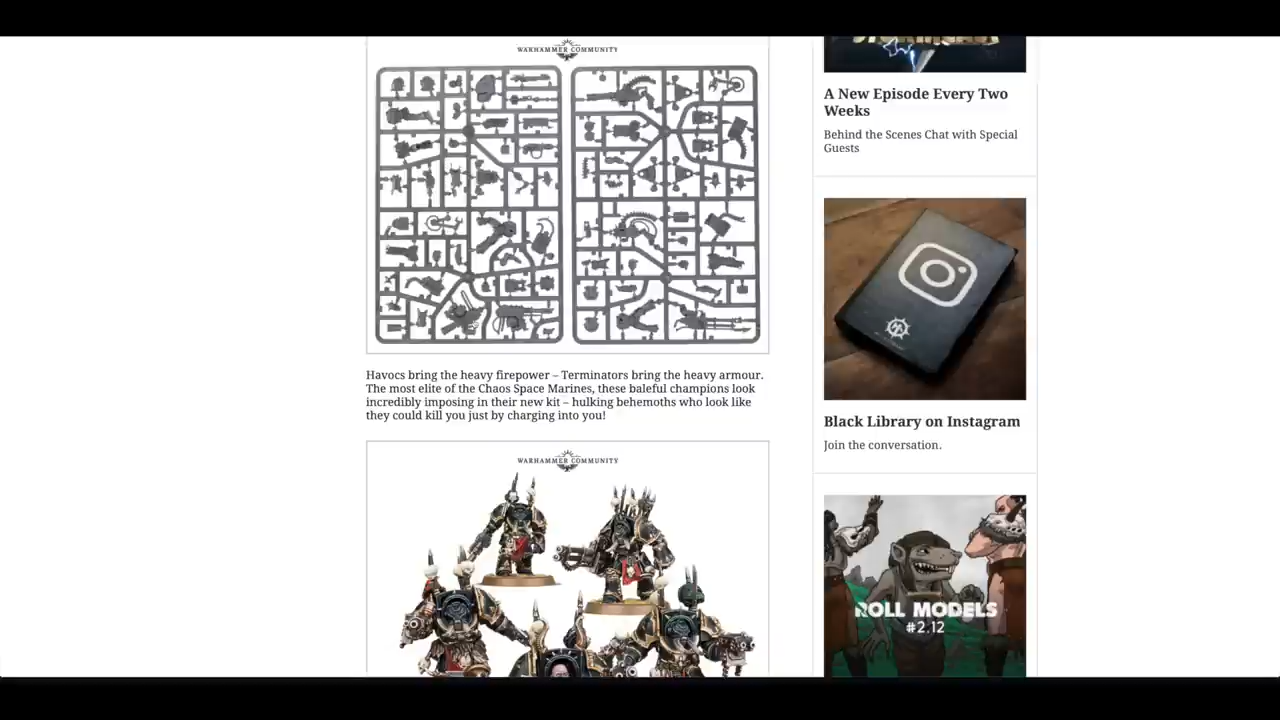 WARHAMMER COMMUNITY
Havocs bring the heavy firepower – Terminators bring the heavy armour.
The most elite of the Chaos Space Marines, these baleful champions look
incredibly imposing in their new kit – hulking behemoths who look like
they could kill you just by charging into you!
WARHAMMER COMMUNITY
A New Episode Every Two
Weeks
Behind the Scenes Chat with Special
Guests
Black Library on Instagram
Join the conversation.
ROLL MODELS
#2.12